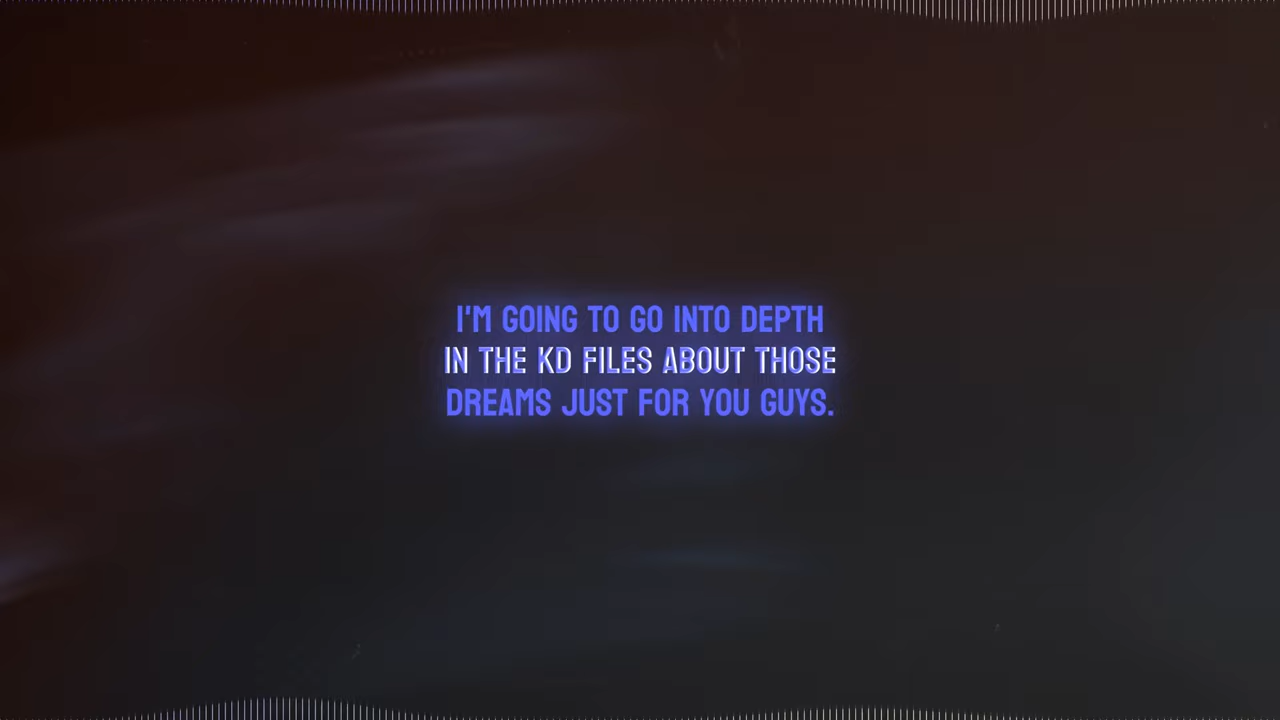 I'M GOING TO GO INTO DEPTH
IN THE KD FILES ABOUT THOSE
DREAMS JUST FOR YOU GUYS.